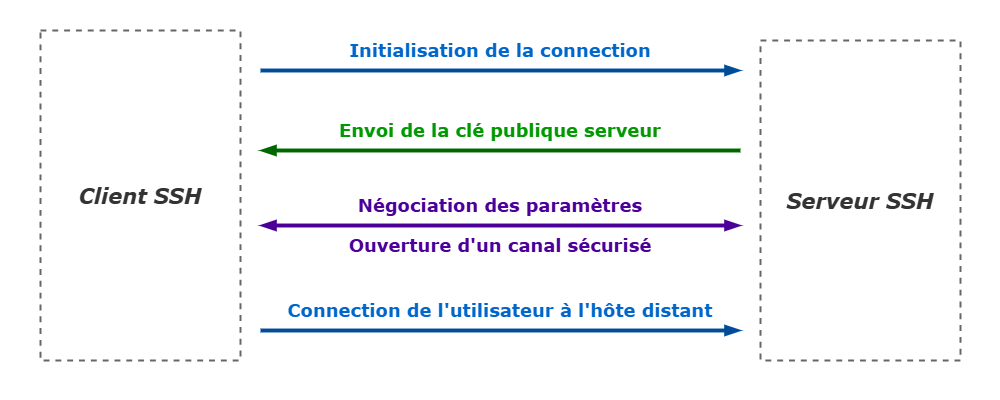 Initialisation de la connection
Envoi de la clé publique serveur
Client SSH
Négociation des paramètres
Serveur SSH
Ouverture d'un canal sécurisé
Connection de l'utilisateur à l'hôte distant